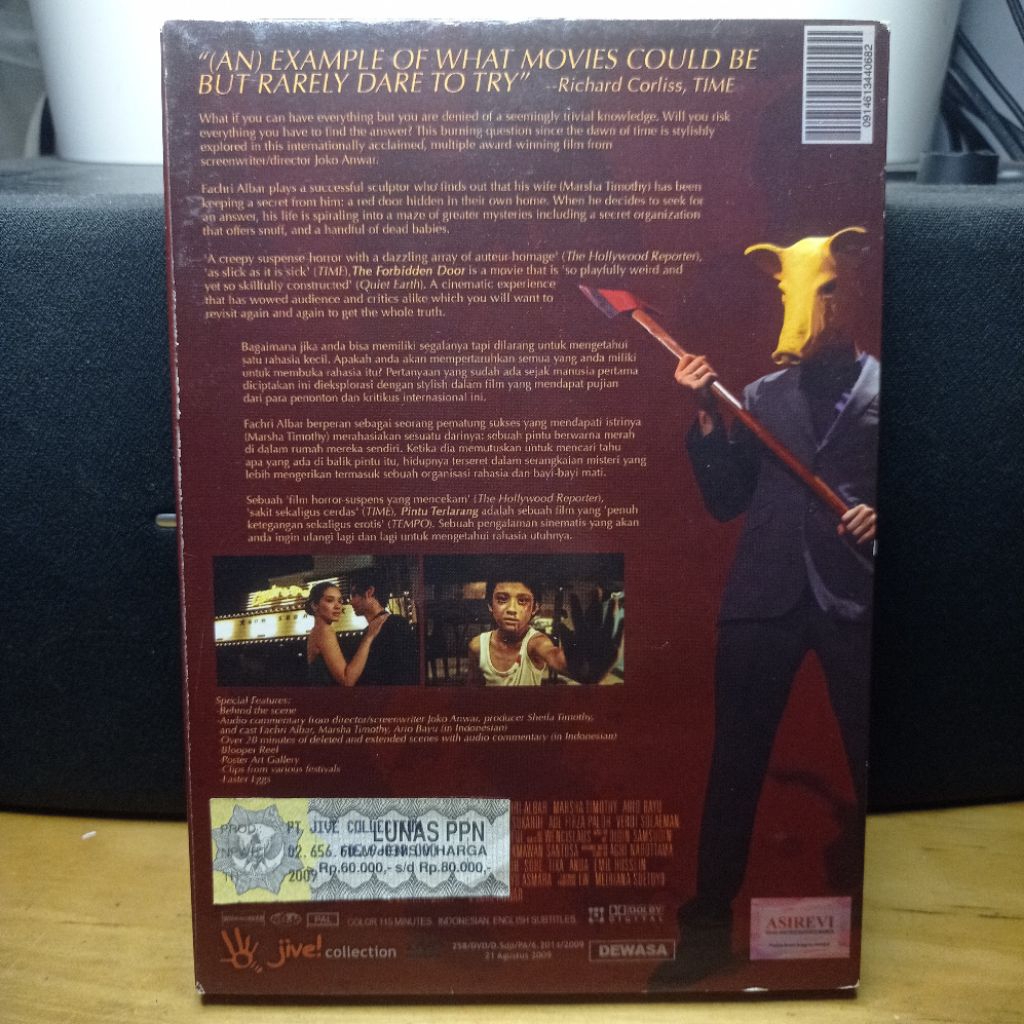 "(AN) EXAMPLE OF WHAT MOVIES COULD BE
BUT RARELY DARE TO TRY" --Richard Corliss, TIME
0914613440682
What if you can have everything but you are denied of a seemingly trivial knowledge. Will you risk
everything you have to find the answer? This burning question since the dawn of time is stylishly
explored in this internationally acclaimed, multiple award winning film from
screenwriter/director Joko Anwar.
Fachri Albar plays a successful sculptor who finds out that his wife (Marsha Timothy) has been
keeping a secret from him: a red door hidden in their own home. When he decides to seek for
an answer, his life is spiraling into a maze of greater mysteries including a secret organization
that offers snuff, and a handful of dead babies.
'A creepy suspense-horror with a dazzling array of auteur-homage' (The Hollywood Reporter),
'as slick as it is sick' (TIME), The Forbidden Door is a movie that is 'so playfully weird and
yet so skillfully constructed' (Quiet Earth). A cinematic experience
that has wowed audience and critics alike which you will want to
revisit again and again to get the whole truth.
Bagaimana jika anda bisa memiliki segalanya tapi dilarang untuk mengetahui
satu rahasia kecil. Apakah anda akan mempertaruhkan semua yang anda miliki
untuk membuka rahasia itu? Pertanyaan yang sudah ada sejak manusia pertama
diciptakan ini dieksplorasi dengan stylish dalam film yang mendapat pujian
dari para penonton dan kritikus internasional ini.
Fachri Albar berperan sebagai seorang pematung sukses yang mendapati istrinya
(Marsha Timothy) merahasiakan sesuatu darinya: sebuah pintu berwarna merah
di dalam rumah mereka sendiri. Ketika dia memutuskan untuk mencari tahu
apa yang ada di balik pintu itu, hidupnya terseret dalam serangkaian misteri yang
lebih mengerikan termasuk sebuah organisasi rahasia dan bayi-bayi mati.
Sebuah 'film horror-suspens yang mencekam' (The Hollywood Reporter),
'sakit sekaligus cerdas' (TIME), Pintu Terlarang adalah sebuah film yang 'penuh
ketegangan sekaligus erotis' (TEMPO). Sebuah pengalaman sinematis yang akan
anda ingin ulangi lagi dan lagi untuk mengetahui rahasia utuhnya.
Special Features:
-Behind the scene
-Audio commentary from director/screenwriter Joko Anwar, producer Sheila Timothy,
and cast Fachri Albar, Marsha Timothy, Ario Bayu (in Indonesian)
-Over 20 minutes of deleted and extended scenes with audio commentary (in Indonesian)
-Blooper Reel
-Poster Art Gallery
-Clips from various festivals
-Easter Eggs
ALBAR MARSHA TIMOTHY ARIO BAYU
VERDI SOLAIMAN
PROD. PT JIVE COLLECTION
LUNAS PPN
NPWP 02.656.
HARGA
2009 Rp.60.000,- s/d Rp.80.000,-
WIDESCREEN PAL COLOR 115 MINUTES. INDONESIAN. ENGLISH SUBTITLES. DOLBY
DIGITAL
jive! collection
258/DVD/D.Sdp/PA/6.2014/2009
21 Agustus 2009
DEWASA
ASIREVI